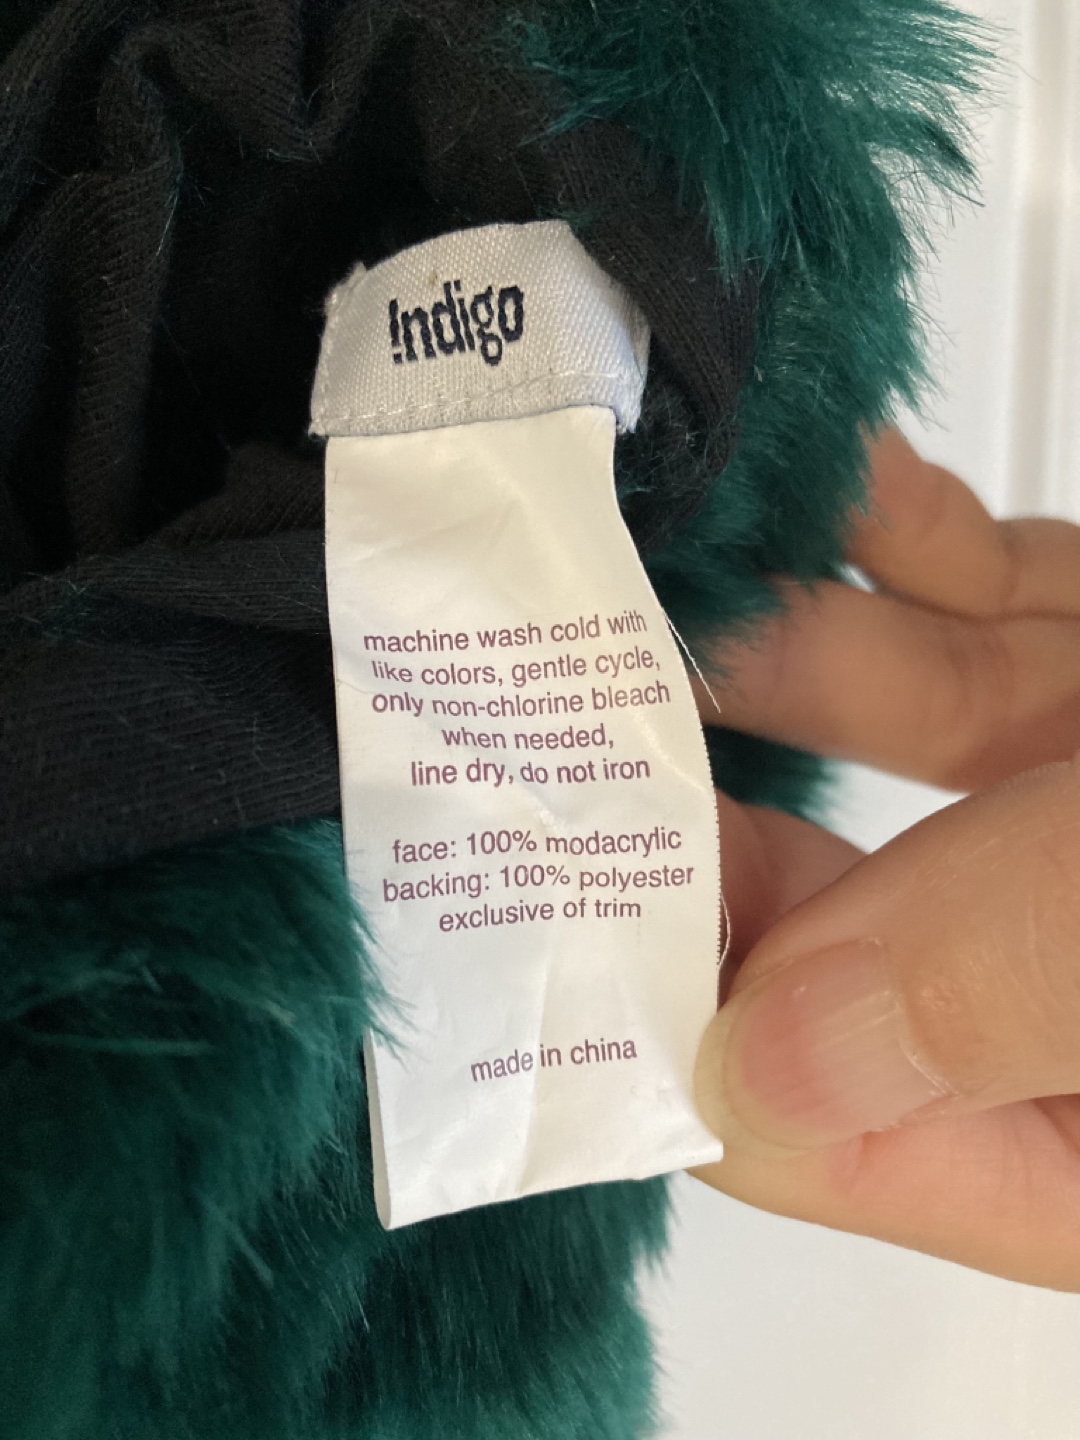 Indigo
machine wash cold with
like colors, gentle cycle,
only non-chlorine bleach
when needed,
line dry, do not iron
face: 100% modacrylic
backing: 100% polyester
exclusive of trim
made in china